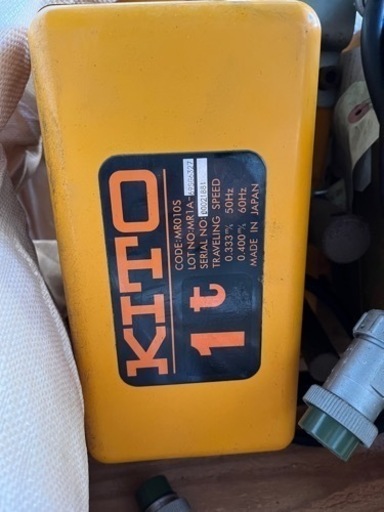 KITO
CODE:MR010S
LOT NO:MR1A-
SERIAL NO: 00021881
TRAVELING SPEED
0.333m/s 50Hz
0.400m/s 60Hz
MADE IN JAPAN
1t